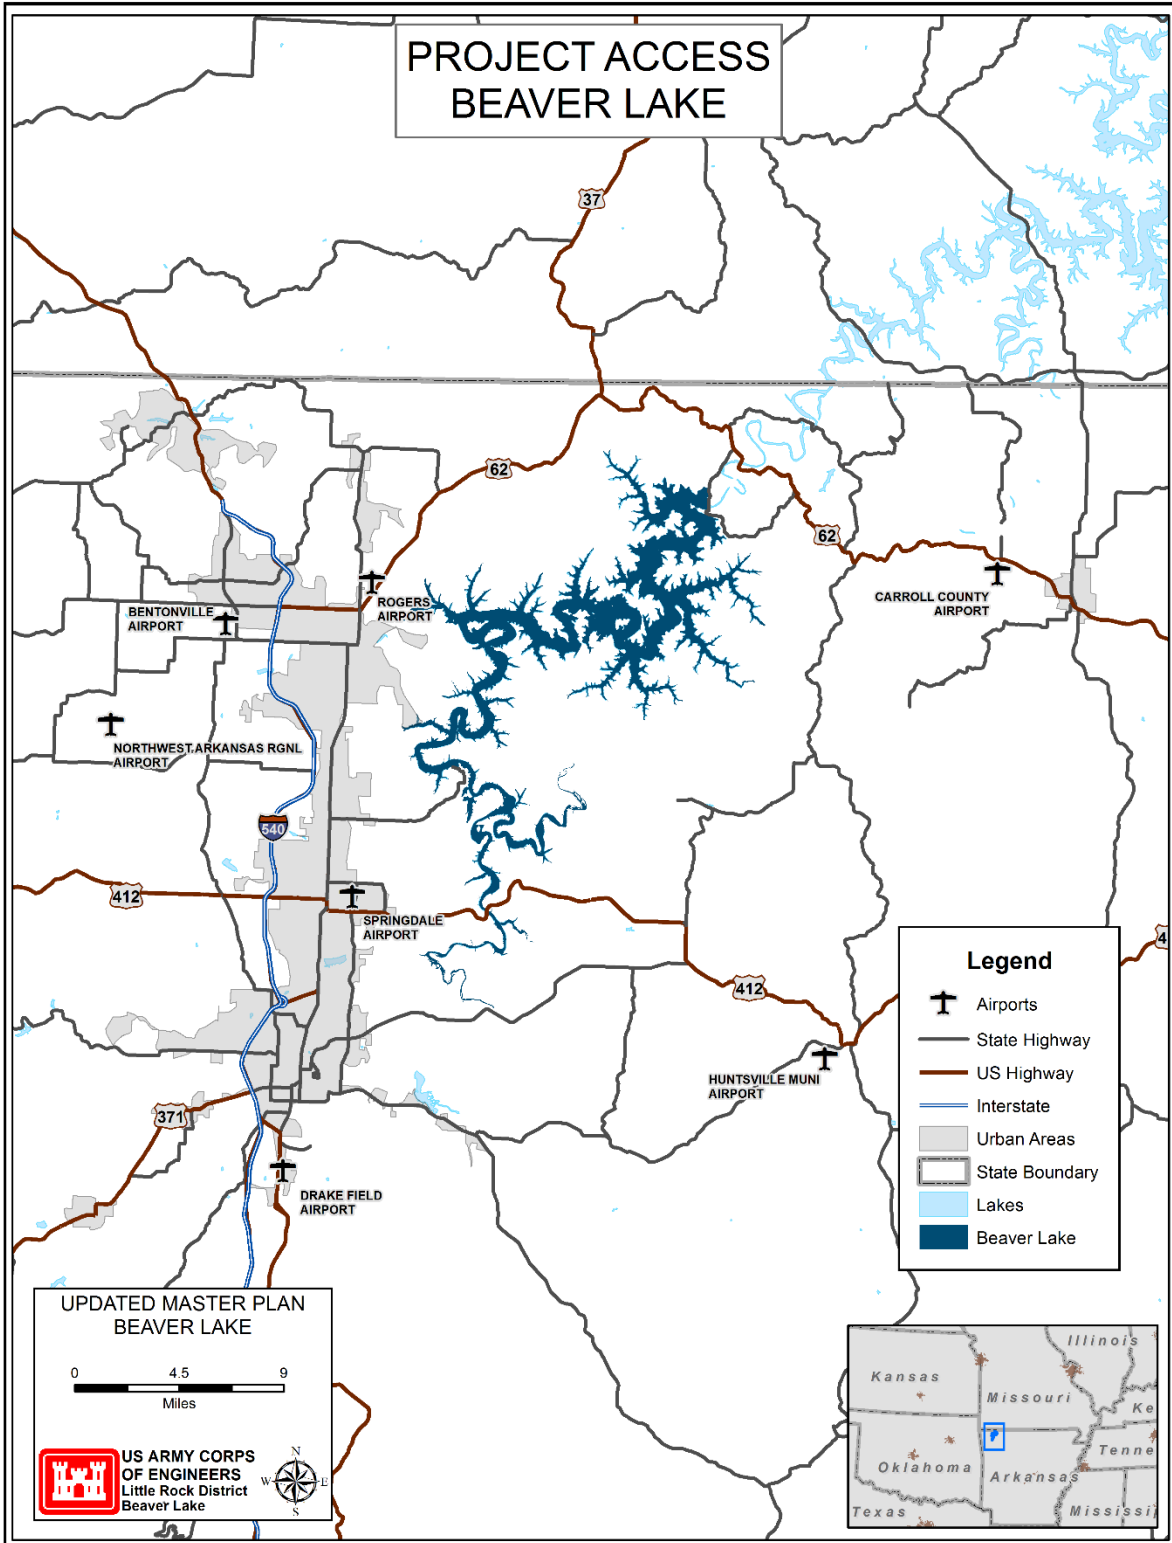 PROJECT ACCESS
BEAVER LAKE
37
62
62
ROGERS
AIRPORT
BENTONVILLE
AIRPORT
CARROLL COUNTY
AIRPORT
NORTHWEST ARKANSAS RGNL
AIRPORT
540
412
SPRINGDALE
AIRPORT
412
4
HUNTSVILLE MUNI
AIRPORT
371
DRAKE FIELD
AIRPORT
Legend
Airports
State Highway
US Highway
Interstate
Urban Areas
State Boundary
Lakes
Beaver Lake
UPDATED MASTER PLAN
BEAVER LAKE
0 4.5 9
Miles
US ARMY CORPS
OF ENGINEERS
Little Rock District
Beaver Lake
N
W E
S
Illinois
Kansas
Missouri
Ke
Tenne
Oklahoma
Arkansas
Texas
Mississi